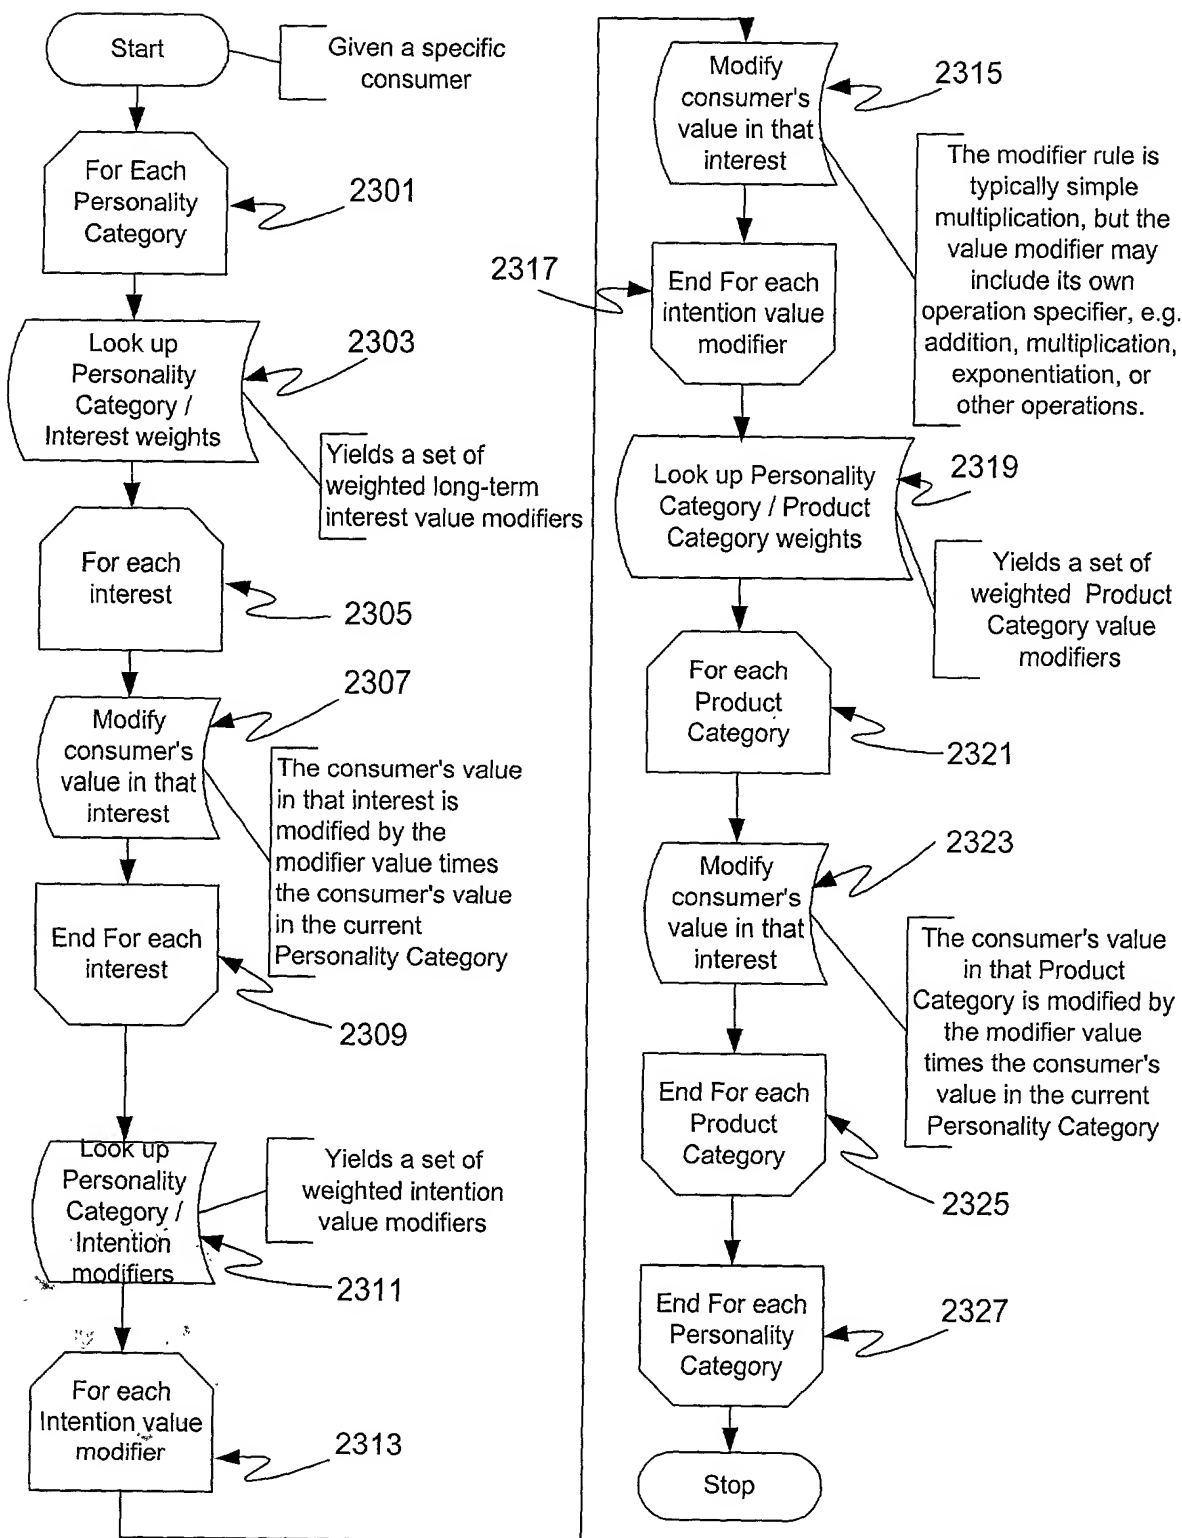 Start
Given a specific
consumer
For Each
Personality
Category
2301
Look up
Personality
Category /
Interest weights
2303
Yields a set of
weighted long-term
interest value modifiers
For each
interest
2305
Modify
consumer's
value in that
interest
2307
The consumer's value
in that interest is
modified by the
modifier value times
the consumer's value
in the current
Personality Category
End For each
interest
2309
Look up
Personality
Category /
Intention
modifiers
Yields a set of
weighted intention
value modifiers
2311
For each
Intention value
modifier
2313
Modify
consumer's
value in that
interest
2315
The modifier rule is
typically simple
multiplication, but the
value modifier may
include its own
operation specifier, e.g.
addition, multiplication,
exponentiation, or
other operations.
2317
End For each
intention value
modifier
Look up Personality
Category / Product
Category weights
2319
Yields a set of
weighted Product
Category value
modifiers
For each
Product
Category
2321
Modify
consumer's
value in that
interest
2323
The consumer's value
in that Product
Category is modified by
the modifier value
times the consumer's
value in the current
Personality Category
End For each
Product
Category
2325
End For each
Personality
Category
2327
Stop